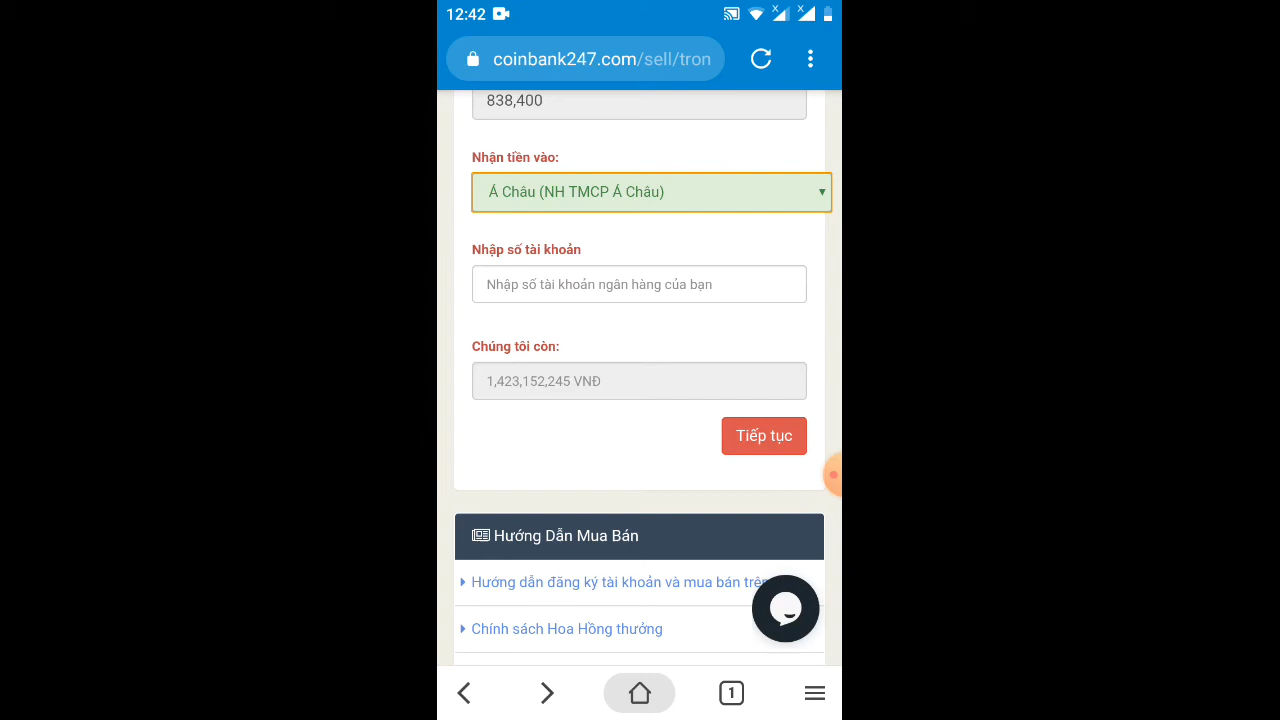 12:42
coinbank247.com/sell/tron
838,400
Nhận tiền vào:
Á Châu (NH TMCP Á Châu)
Nhập số tài khoản
Nhập số tài khoản ngân hàng của bạn
Chúng tôi còn:
1,423,152,245 VNĐ
Tiếp tục
Hướng Dẫn Mua Bán
Hướng dẫn đăng ký tài khoản và mua bán trên
Chính sách Hoa Hồng thưởng
1